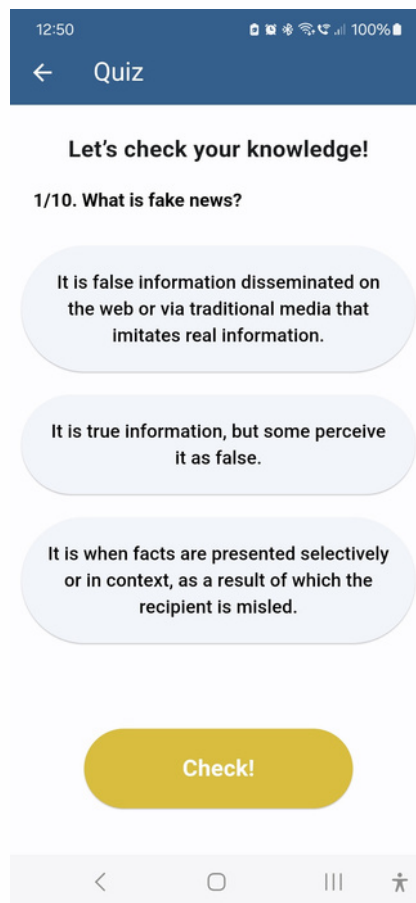 12:50 100%
Quiz
Let's check your knowledge!
1/10. What is fake news?
It is false information disseminated on
the web or via traditional media that
imitates real information.
It is true information, but some perceive
it as false.
It is when facts are presented selectively
or in context, as a result of which the
recipient is misled.
Check!